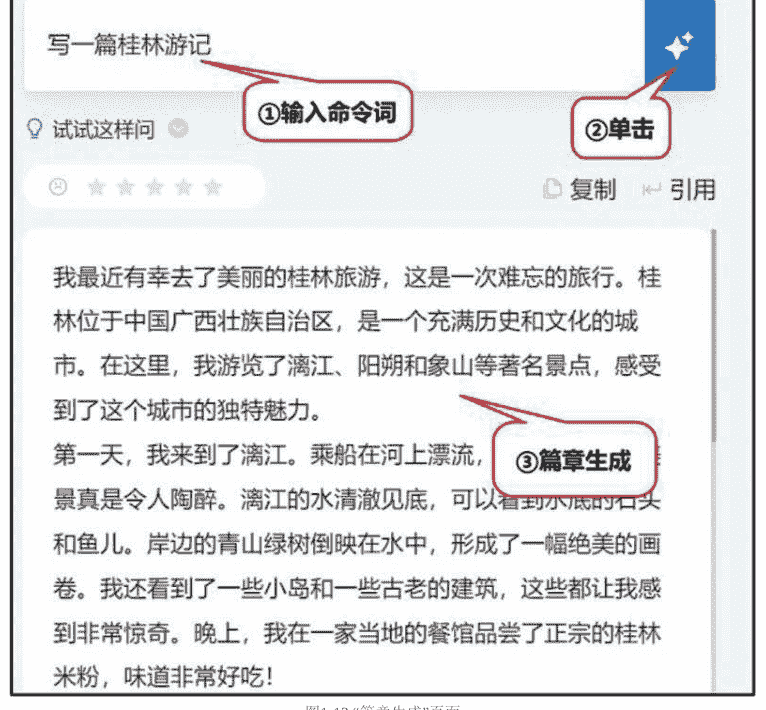 写一篇桂林游记
①输入命令词
②单击
试试这样问
复制
引用
我最近有幸去了美丽的桂林旅游，这是一次难忘的旅行。桂
林位于中国广西壮族自治区，是一个充满历史和文化的城
市。在这里，我游览了漓江、阳朔和象山等著名景点，感受
到了这个城市的独特魅力。
第一天，我来到了漓江。乘船在河上漂流，
③篇章生成
景真是令人陶醉。漓江的水清澈见底，可以看到水底的石头
和鱼儿。岸边的青山绿树倒映在水中，形成了一幅绝美的画
卷。我还看到了一些小岛和一些古老的建筑，这些都让我感
到非常惊奇。晚上，我在一家当地的餐馆品尝了正宗的桂林
米粉，味道非常好吃！